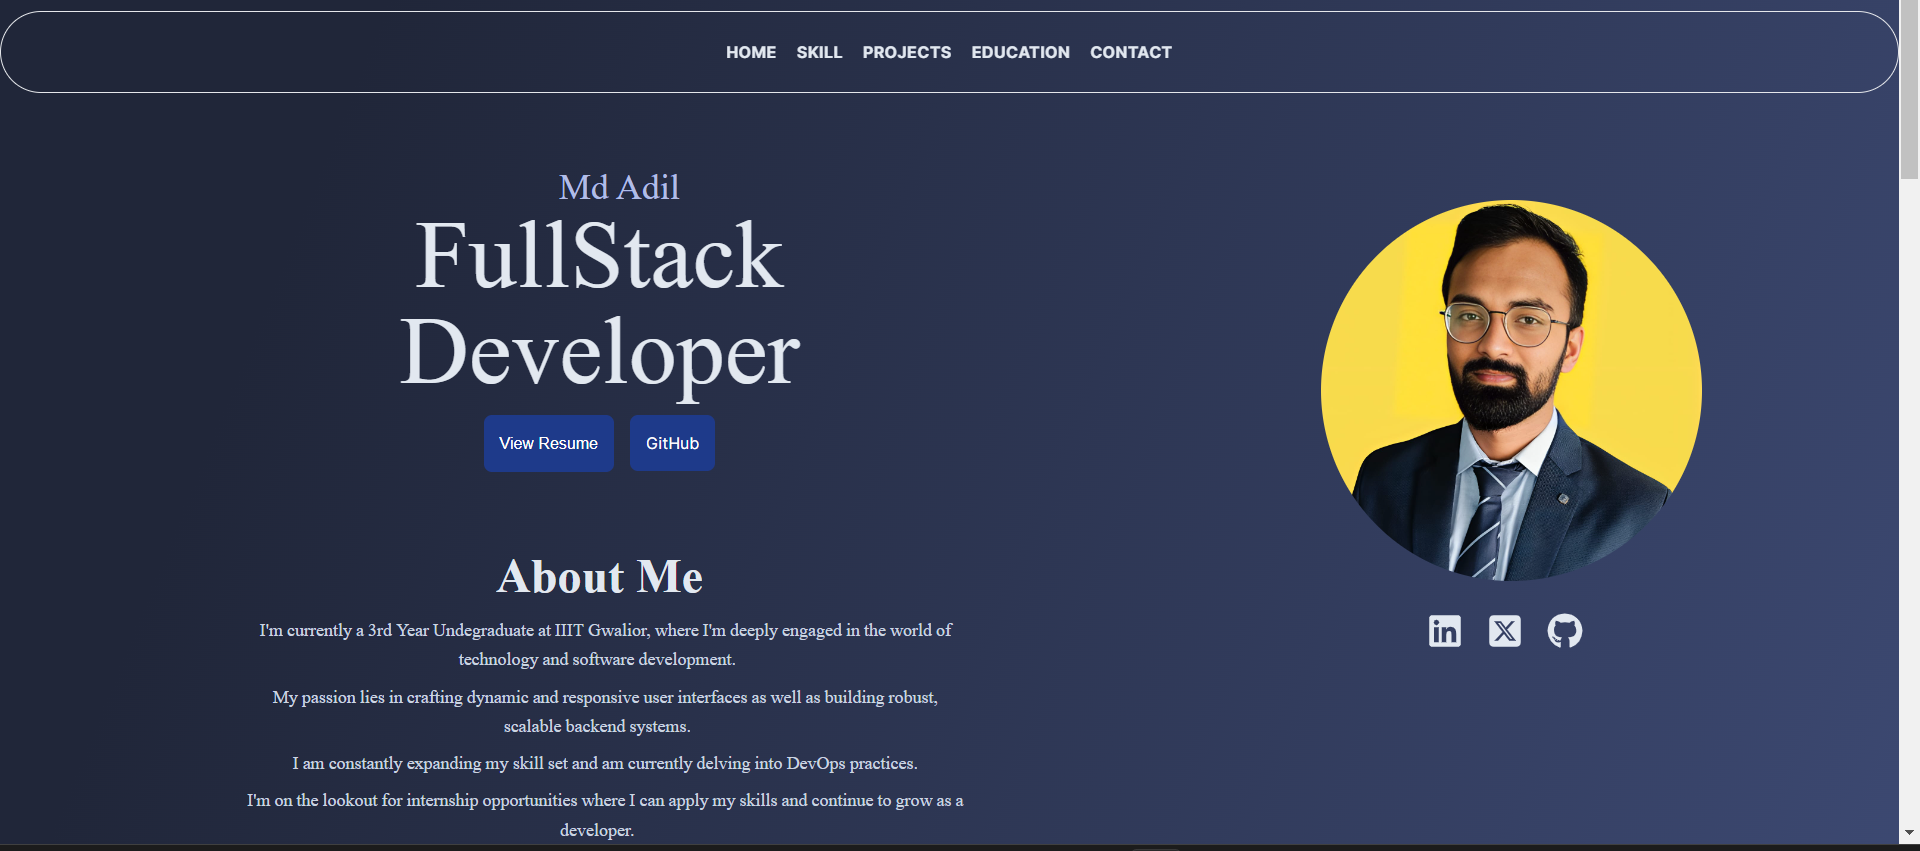 HOME SKILL PROJECTS EDUCATION CONTACT
Md Adil
FullStack
Developer
View Resume GitHub
About Me
I'm currently a 3rd Year Undegraduate at IIIT Gwalior, where I'm deeply engaged in the world of
technology and software development.
My passion lies in crafting dynamic and responsive user interfaces as well as building robust,
scalable backend systems.
I am constantly expanding my skill set and am currently delving into DevOps practices.
I'm on the lookout for internship opportunities where I can apply my skills and continue to grow as a
developer.
in
X